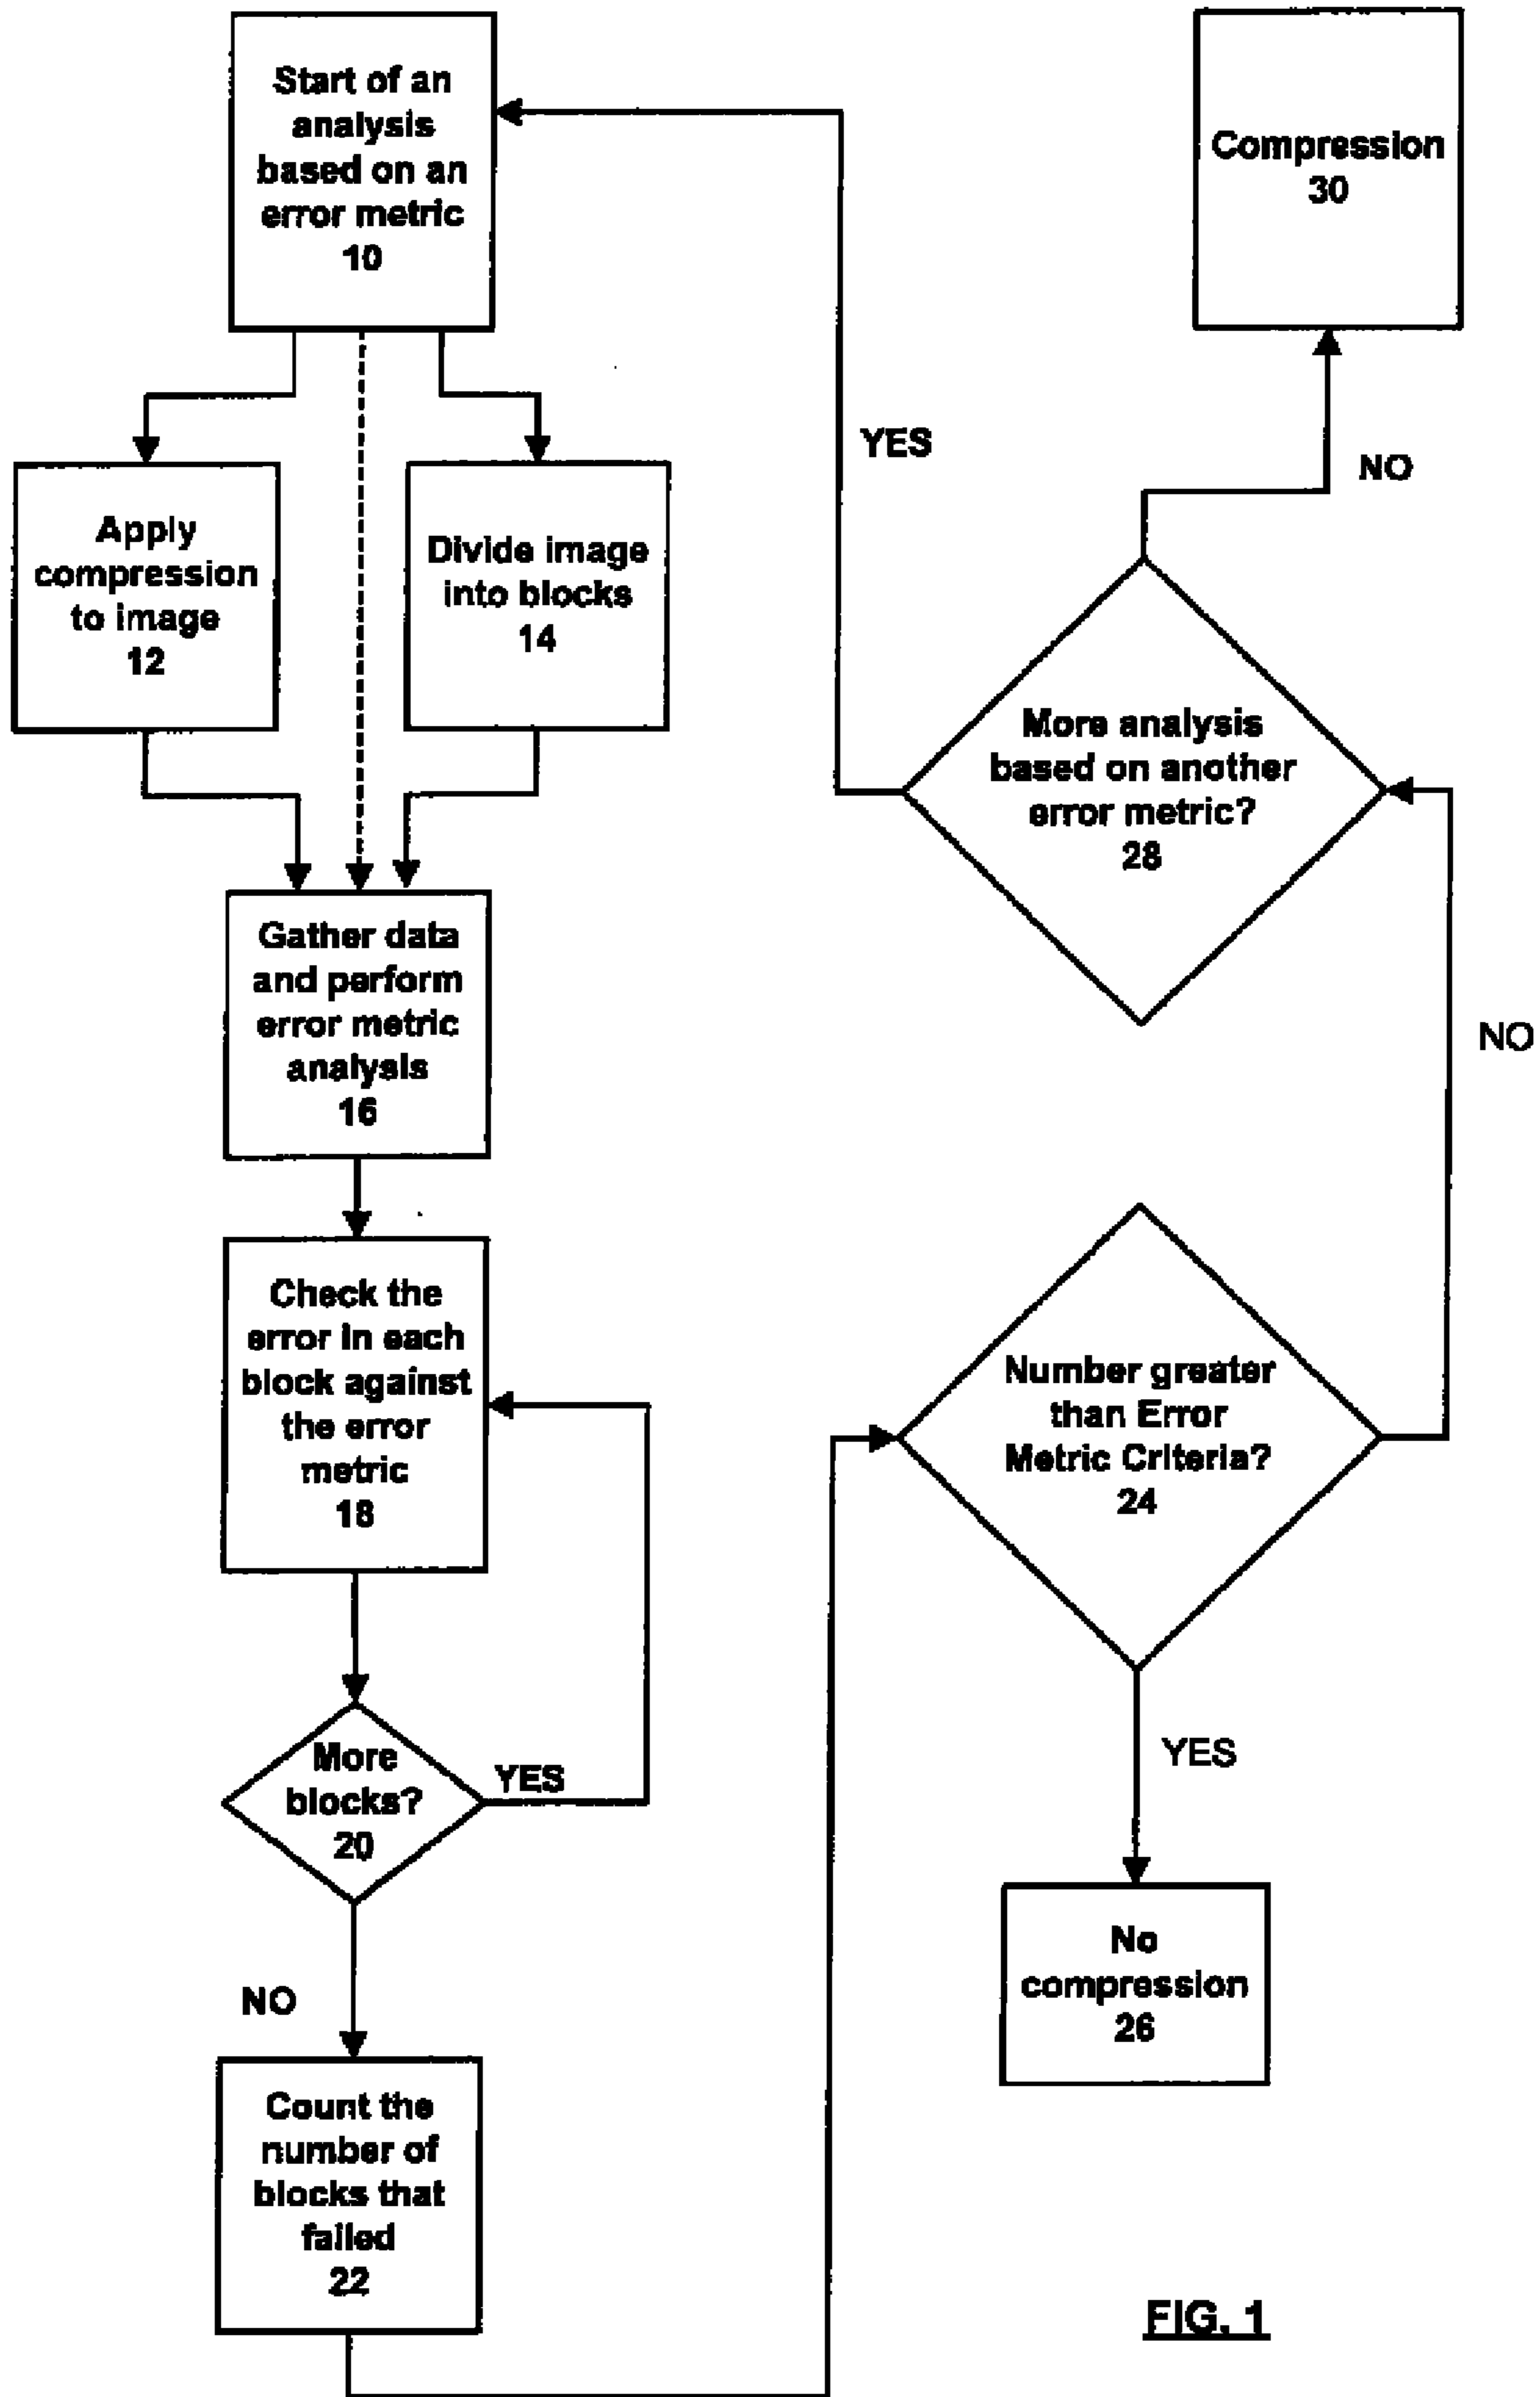 Start of an
analysis
based on an
error metric
10
Compression
30
YES
NO
Apply
compression
to image
12
Divide image
into blocks
14
More analysis
based on another
error metric?
28
Gather data
and perform
error metric
analysis
16
NO
Check the
error in each
block against
the error
metric
18
Number greater
than Error
Metric Criteria?
24
More
blocks?
20
YES
YES
No
compression
26
NO
Count the
number of
blocks that
failed
22
FIG. 1